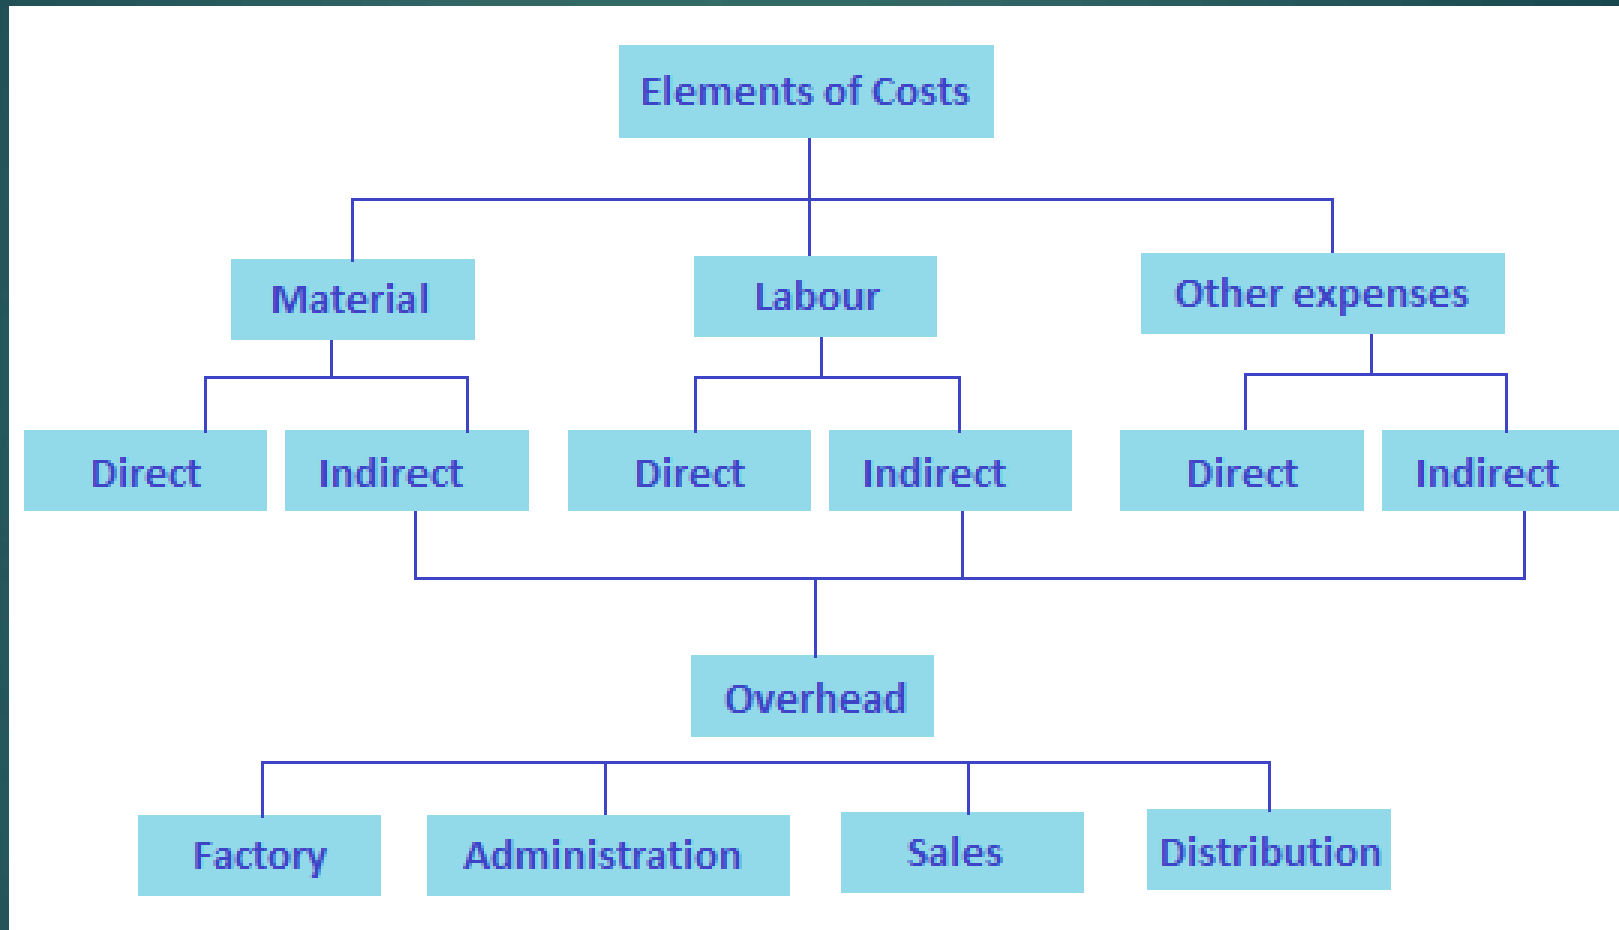 Elements of Costs
Material
Labour
Other expenses
Direct
Indirect
Direct
Indirect
Direct
Indirect
Overhead
Factory
Administration
Sales
Distribution